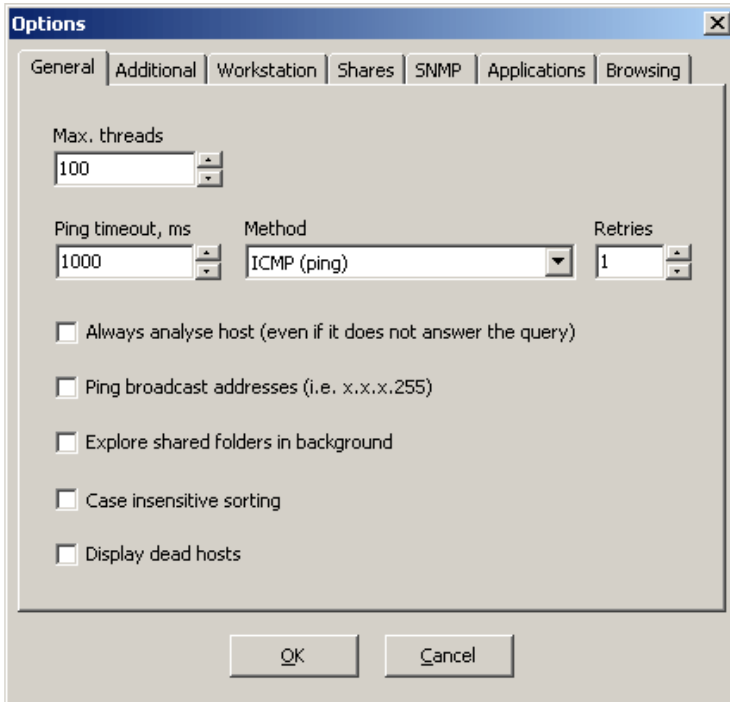 Options
General Additional Workstation Shares SNMP Applications Browsing
Max. threads
100
Ping timeout, ms Method Retries
1000 ICMP (ping) 1
Always analyse host (even if it does not answer the query)
Ping broadcast addresses (i.e. x.x.x.255)
Explore shared folders in background
Case insensitive sorting
Display dead hosts
OK Cancel